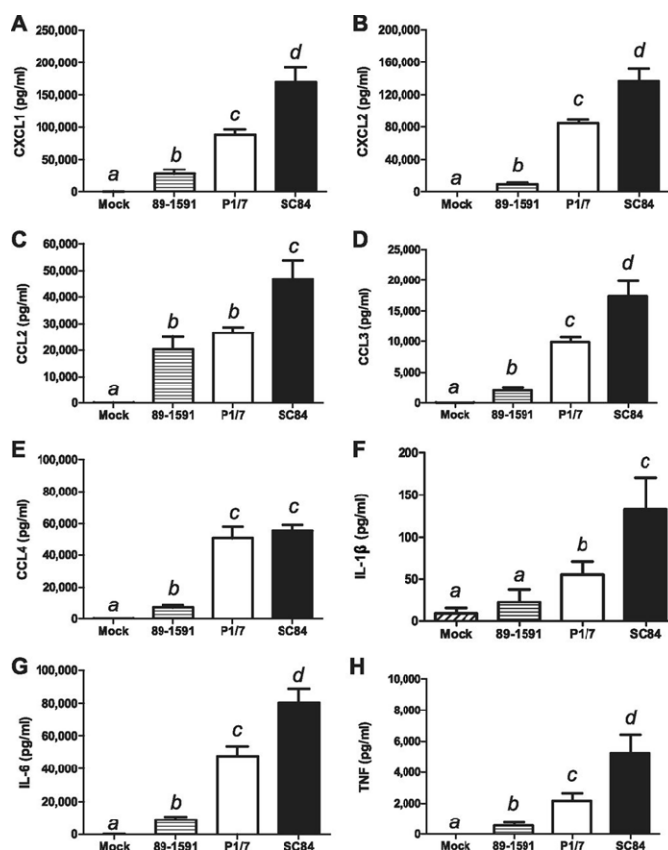 A
CXCL1 (pg/ml)
250,000
200,000
150,000
100,000
50,000
0
a
b
c
d
Mock
89-1591
P1/7
SC84
B
CXCL2 (pg/ml)
200,000
160,000
120,000
80,000
40,000
0
a
b
c
d
Mock
89-1591
P1/7
SC84
C
CCL2 (pg/ml)
60,000
50,000
40,000
30,000
20,000
10,000
0
a
b
b
c
Mock
89-1591
P1/7
SC84
D
CCL3 (pg/ml)
25,000
20,000
15,000
10,000
5,000
0
a
b
c
d
Mock
89-1591
P1/7
SC84
E
CCL4 (pg/ml)
100,000
80,000
60,000
40,000
20,000
0
a
b
c
c
Mock
89-1591
P1/7
SC84
F
IL-1β (pg/ml)
200
150
100
50
0
a
a
b
c
Mock
89-1591
P1/7
SC84
G
IL-6 (pg/ml)
100,000
80,000
60,000
40,000
20,000
0
a
b
c
d
Mock
89-1591
P1/7
SC84
H
TNF (pg/ml)
10,000
8,000
6,000
4,000
2,000
0
a
b
c
d
Mock
89-1591
P1/7
SC84